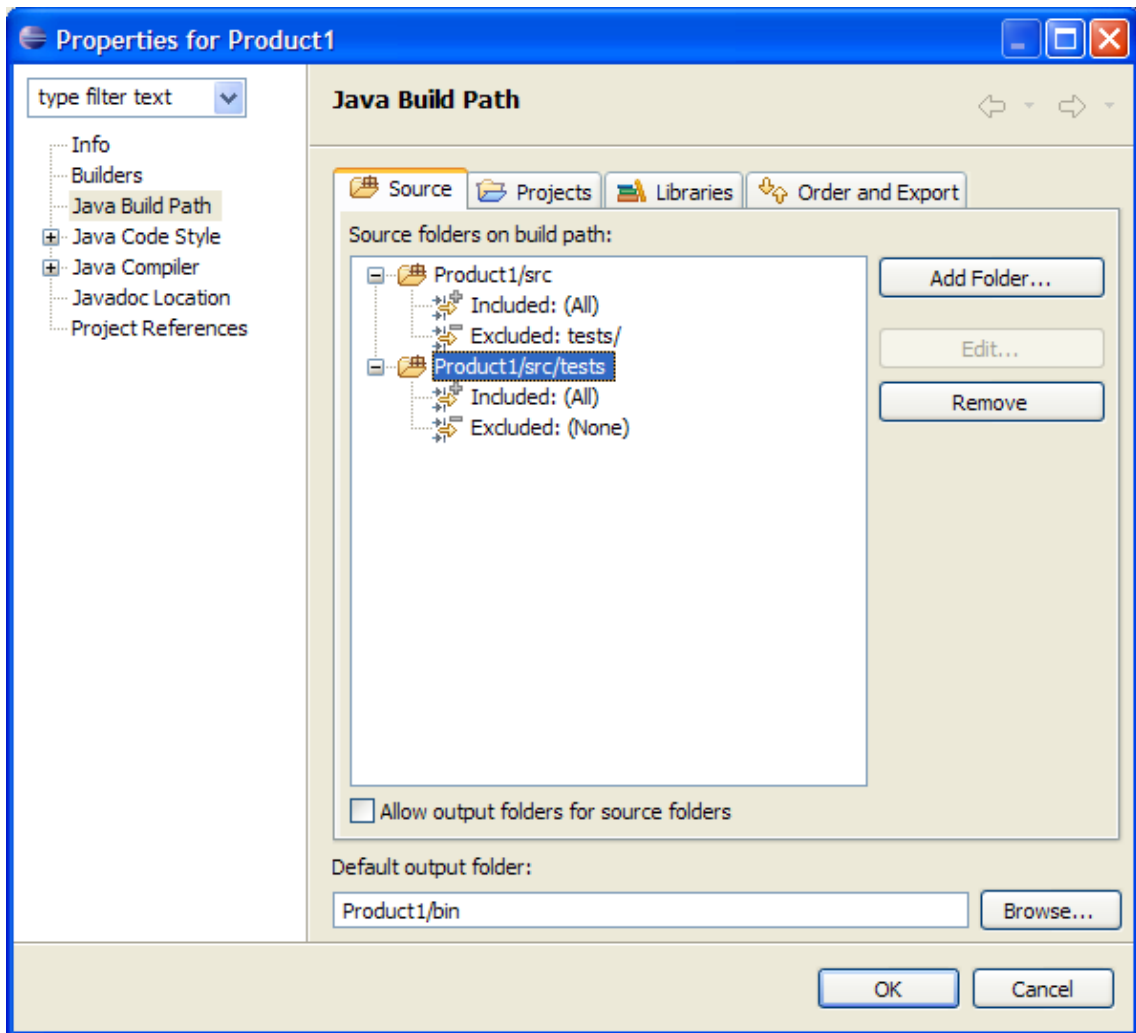 Properties for Product1
type filter text
Info
Builders
Java Build Path
Java Code Style
Java Compiler
Javadoc Location
Project References
Java Build Path
Source
Projects
Libraries
Order and Export
Source folders on build path:
Product1/src
Included: (All)
Excluded: tests/
Product1/src/tests
Included: (All)
Excluded: (None)
Add Folder...
Edit...
Remove
Allow output folders for source folders
Default output folder:
Product1/bin
Browse...
OK
Cancel